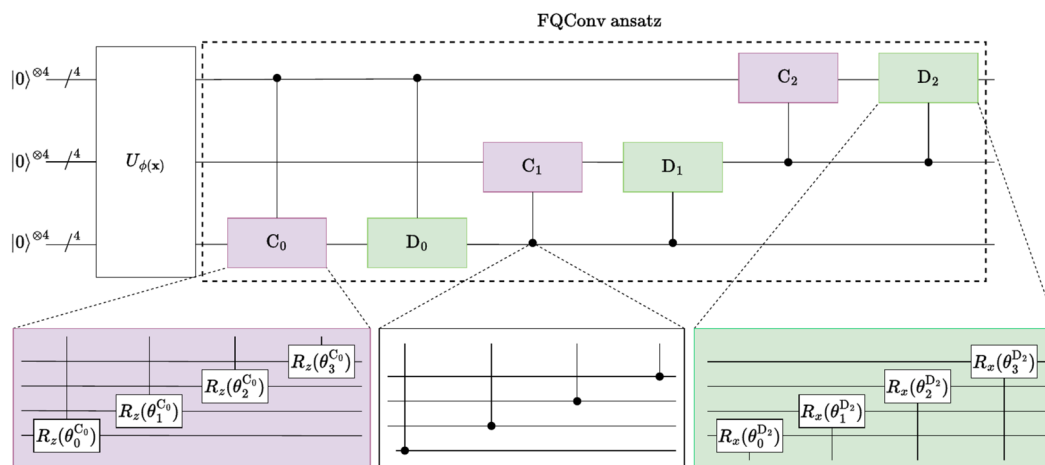 FQConv ansatz
|0⟩^⊗4 /^4 C_2 D_2
|0⟩^⊗4 /^4 U_ϕ(𝐱) C_1 D_1
|0⟩^⊗4 /^4 C_0 D_0
R_z(θ_3^C_0) R_x(θ_3^D_2)
R_z(θ_2^C_0) R_x(θ_2^D_2)
R_z(θ_1^C_0) R_x(θ_1^D_2)
R_z(θ_0^C_0) R_x(θ_0^D_2)